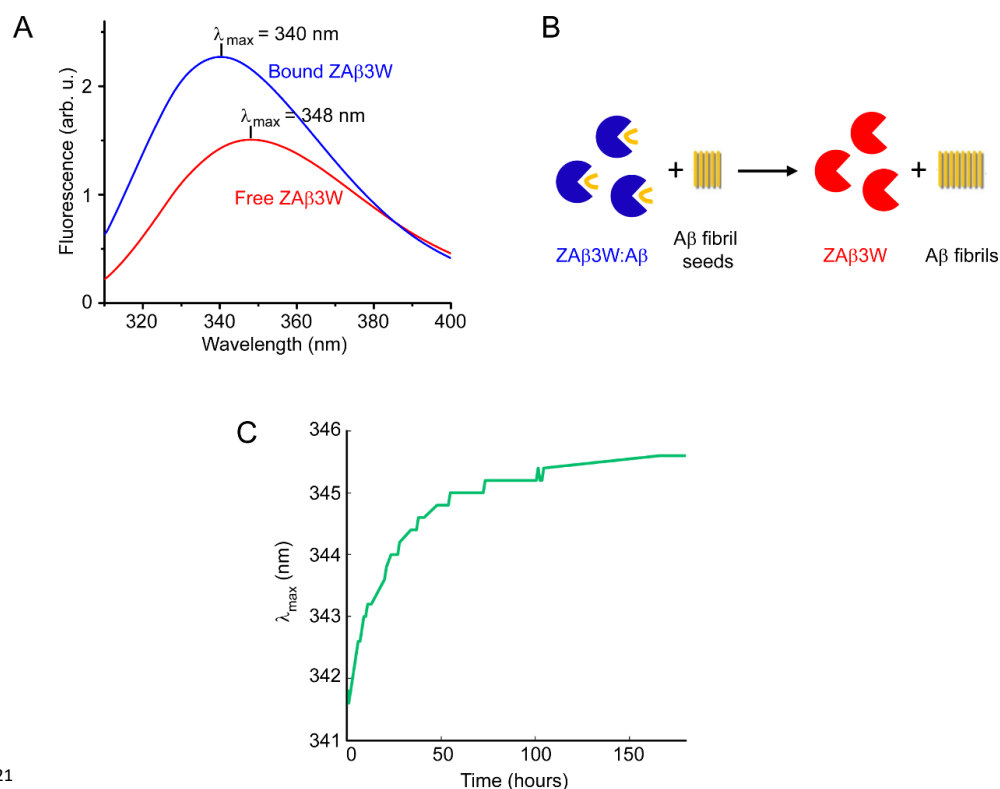 A
λmax = 340 nm
Bound ZAβ3W
λmax = 348 nm
Free ZAβ3W
Fluorescence (arb. u.)
2
1
0
320 340 360 380 400
Wavelength (nm)
B
+ +
ZAβ3W:Aβ
Aβ fibril
seeds
ZAβ3W
Aβ fibrils
C
λmax (nm)
346
345
344
343
342
341
0 50 100 150
Time (hours)
21